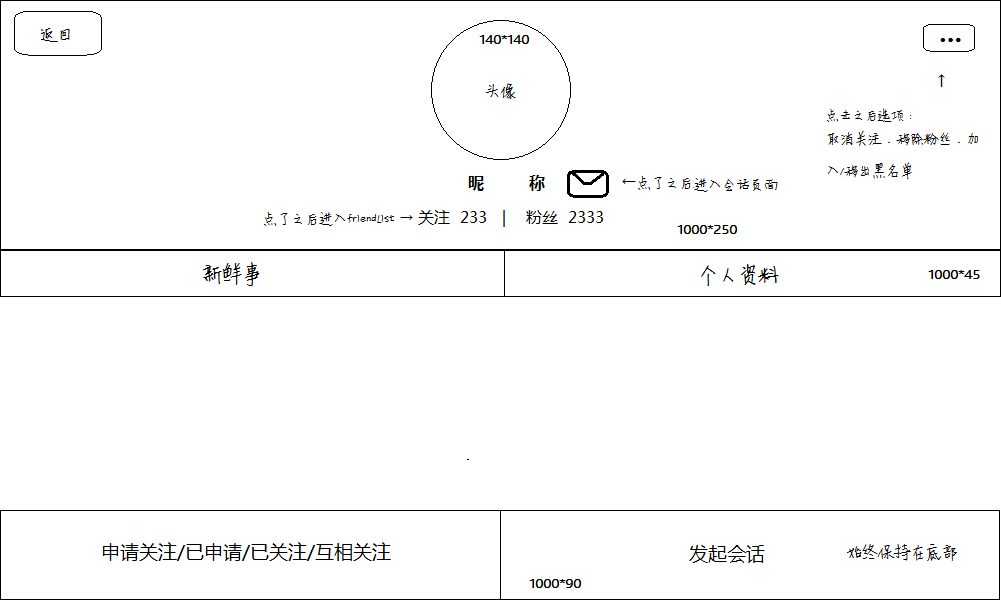 返回
140*140
头像
•••
↑
点击之后选项：
取消关注．移除粉丝．加
入/移出黑名单
昵 称
←点了之后进入会话页面
点了之后进入friendList → 关注 233 | 粉丝 2333
1000*250
新鲜事
个人资料
1000*45
申请关注/已申请/已关注/互相关注
发起会话
始终保持在底部
1000*90